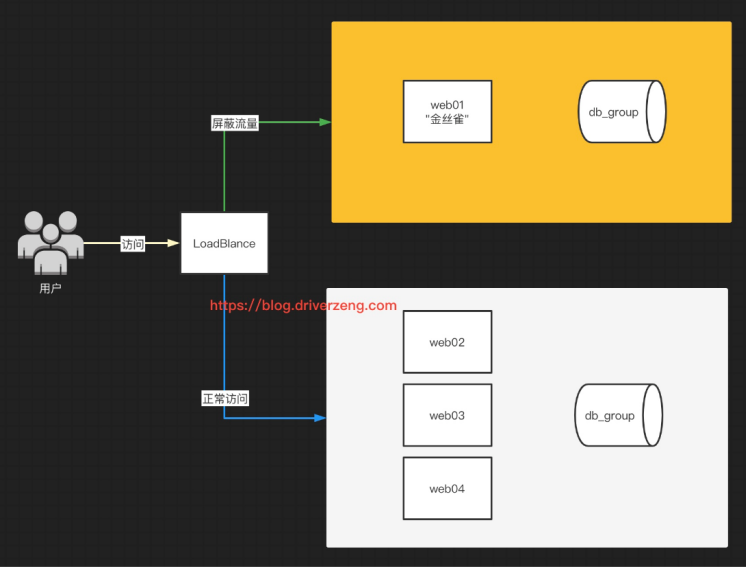 web01
"金丝雀"
db_group
屏蔽流量
访问
LoadBlance
用户
https://blog.driverzeng.com
web02
正常访问
web03
db_group
web04